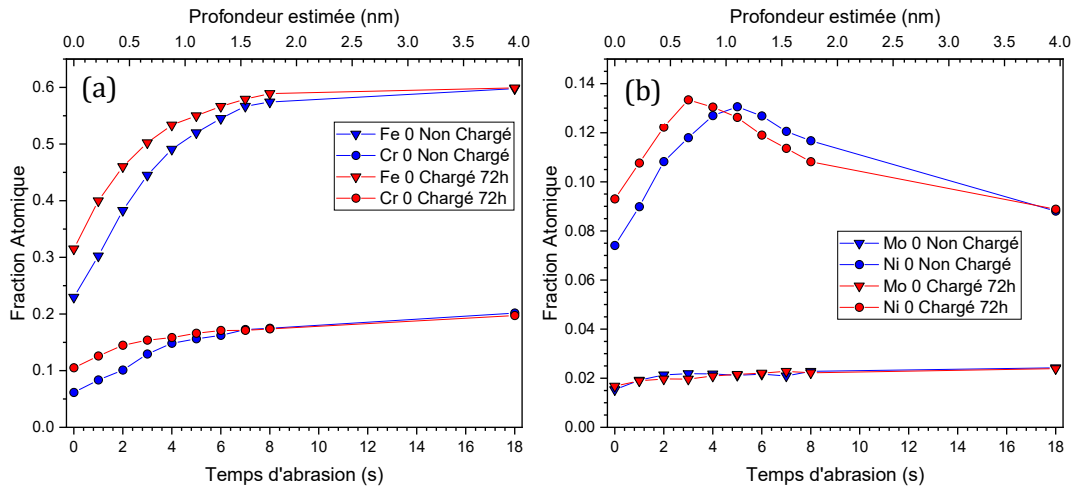 Profondeur estimée (nm)
0.0 0.5 1.0 1.5 2.0 2.5 3.0 3.5 4.0
(a)
0.6
0.5
0.4
0.3
0.2
0.1
0.0
Fraction Atomique
Fe 0 Non Chargé
Cr 0 Non Chargé
Fe 0 Chargé 72h
Cr 0 Chargé 72h
0 2 4 6 8 10 12 14 16 18
Temps d'abrasion (s)
Profondeur estimée (nm)
0.0 0.5 1.0 1.5 2.0 2.5 3.0 3.5 4.0
(b)
0.14
0.12
0.10
0.08
0.06
0.04
0.02
0.00
Fraction Atomique
Mo 0 Non Chargé
Ni 0 Non Chargé
Mo 0 Chargé 72h
Ni 0 Chargé 72h
0 2 4 6 8 10 12 14 16 18
Temps d'abrasion (s)